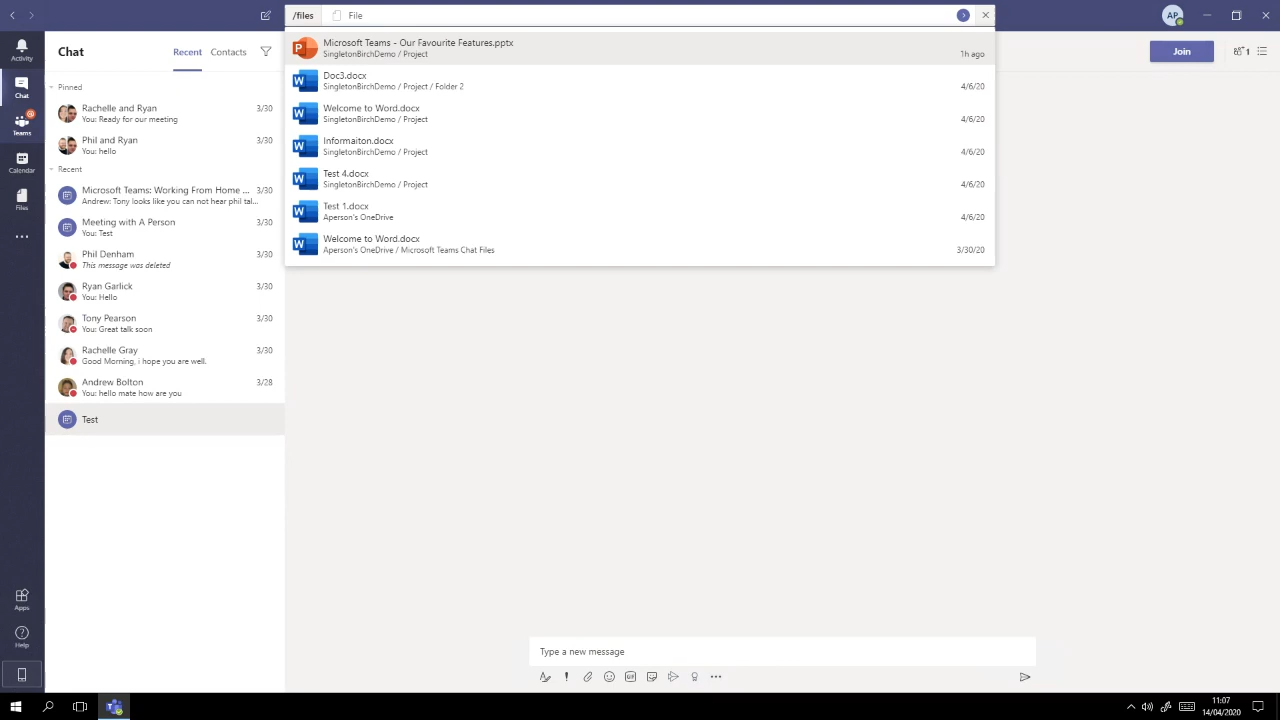 /files
File
AP
Activity
Chat
Teams
Calendar
Files
Apps
Help
Chat
Recent
Contacts
Pinned
Rachelle and Ryan 3/30
You: Ready for our meeting
Phil and Ryan 3/30
You: hello
Recent
Microsoft Teams: Working From Home ... 3/30
Andrew: Tony looks like you can not hear phil tal...
Meeting with A Person 3/30
You: Test
Phil Denham 3/30
This message was deleted
Ryan Garlick 3/30
You: Hello
Tony Pearson 3/30
You: Great talk soon
Rachelle Gray 3/30
Good Morning, i hope you are well.
Andrew Bolton 3/28
You: hello mate how are you
Test
Microsoft Teams - Our Favourite Features.pptx
SingletonBirchDemo / Project 1h ago
Doc3.docx
SingletonBirchDemo / Project / Folder 2 4/6/20
Welcome to Word.docx
SingletonBirchDemo / Project 4/6/20
Informaiton.docx
SingletonBirchDemo / Project 4/6/20
Test 4.docx
SingletonBirchDemo / Project 4/6/20
Test 1.docx
Aperson's OneDrive 4/6/20
Welcome to Word.docx
Aperson's OneDrive / Microsoft Teams Chat Files 3/30/20
Join
1
Type a new message
GIF
11:07
14/04/2020